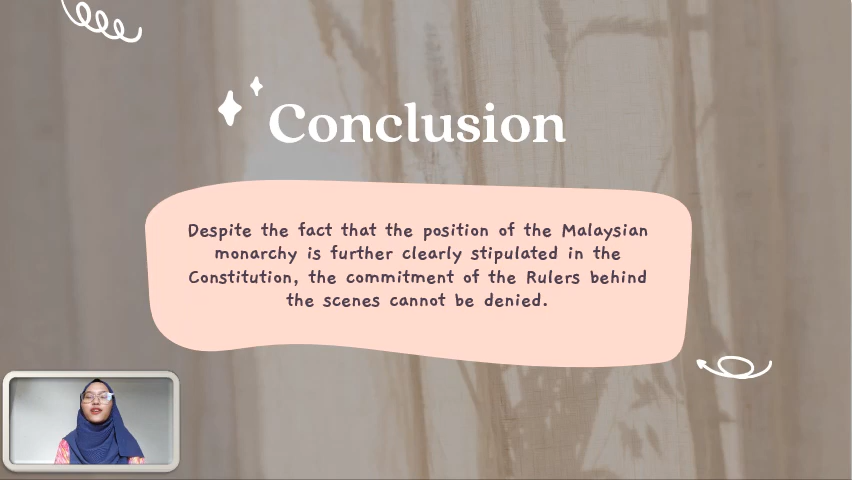 Conclusion
Despite the fact that the position of the Malaysian
monarchy is further clearly stipulated in the
Constitution, the commitment of the Rulers behind
the scenes cannot be denied.